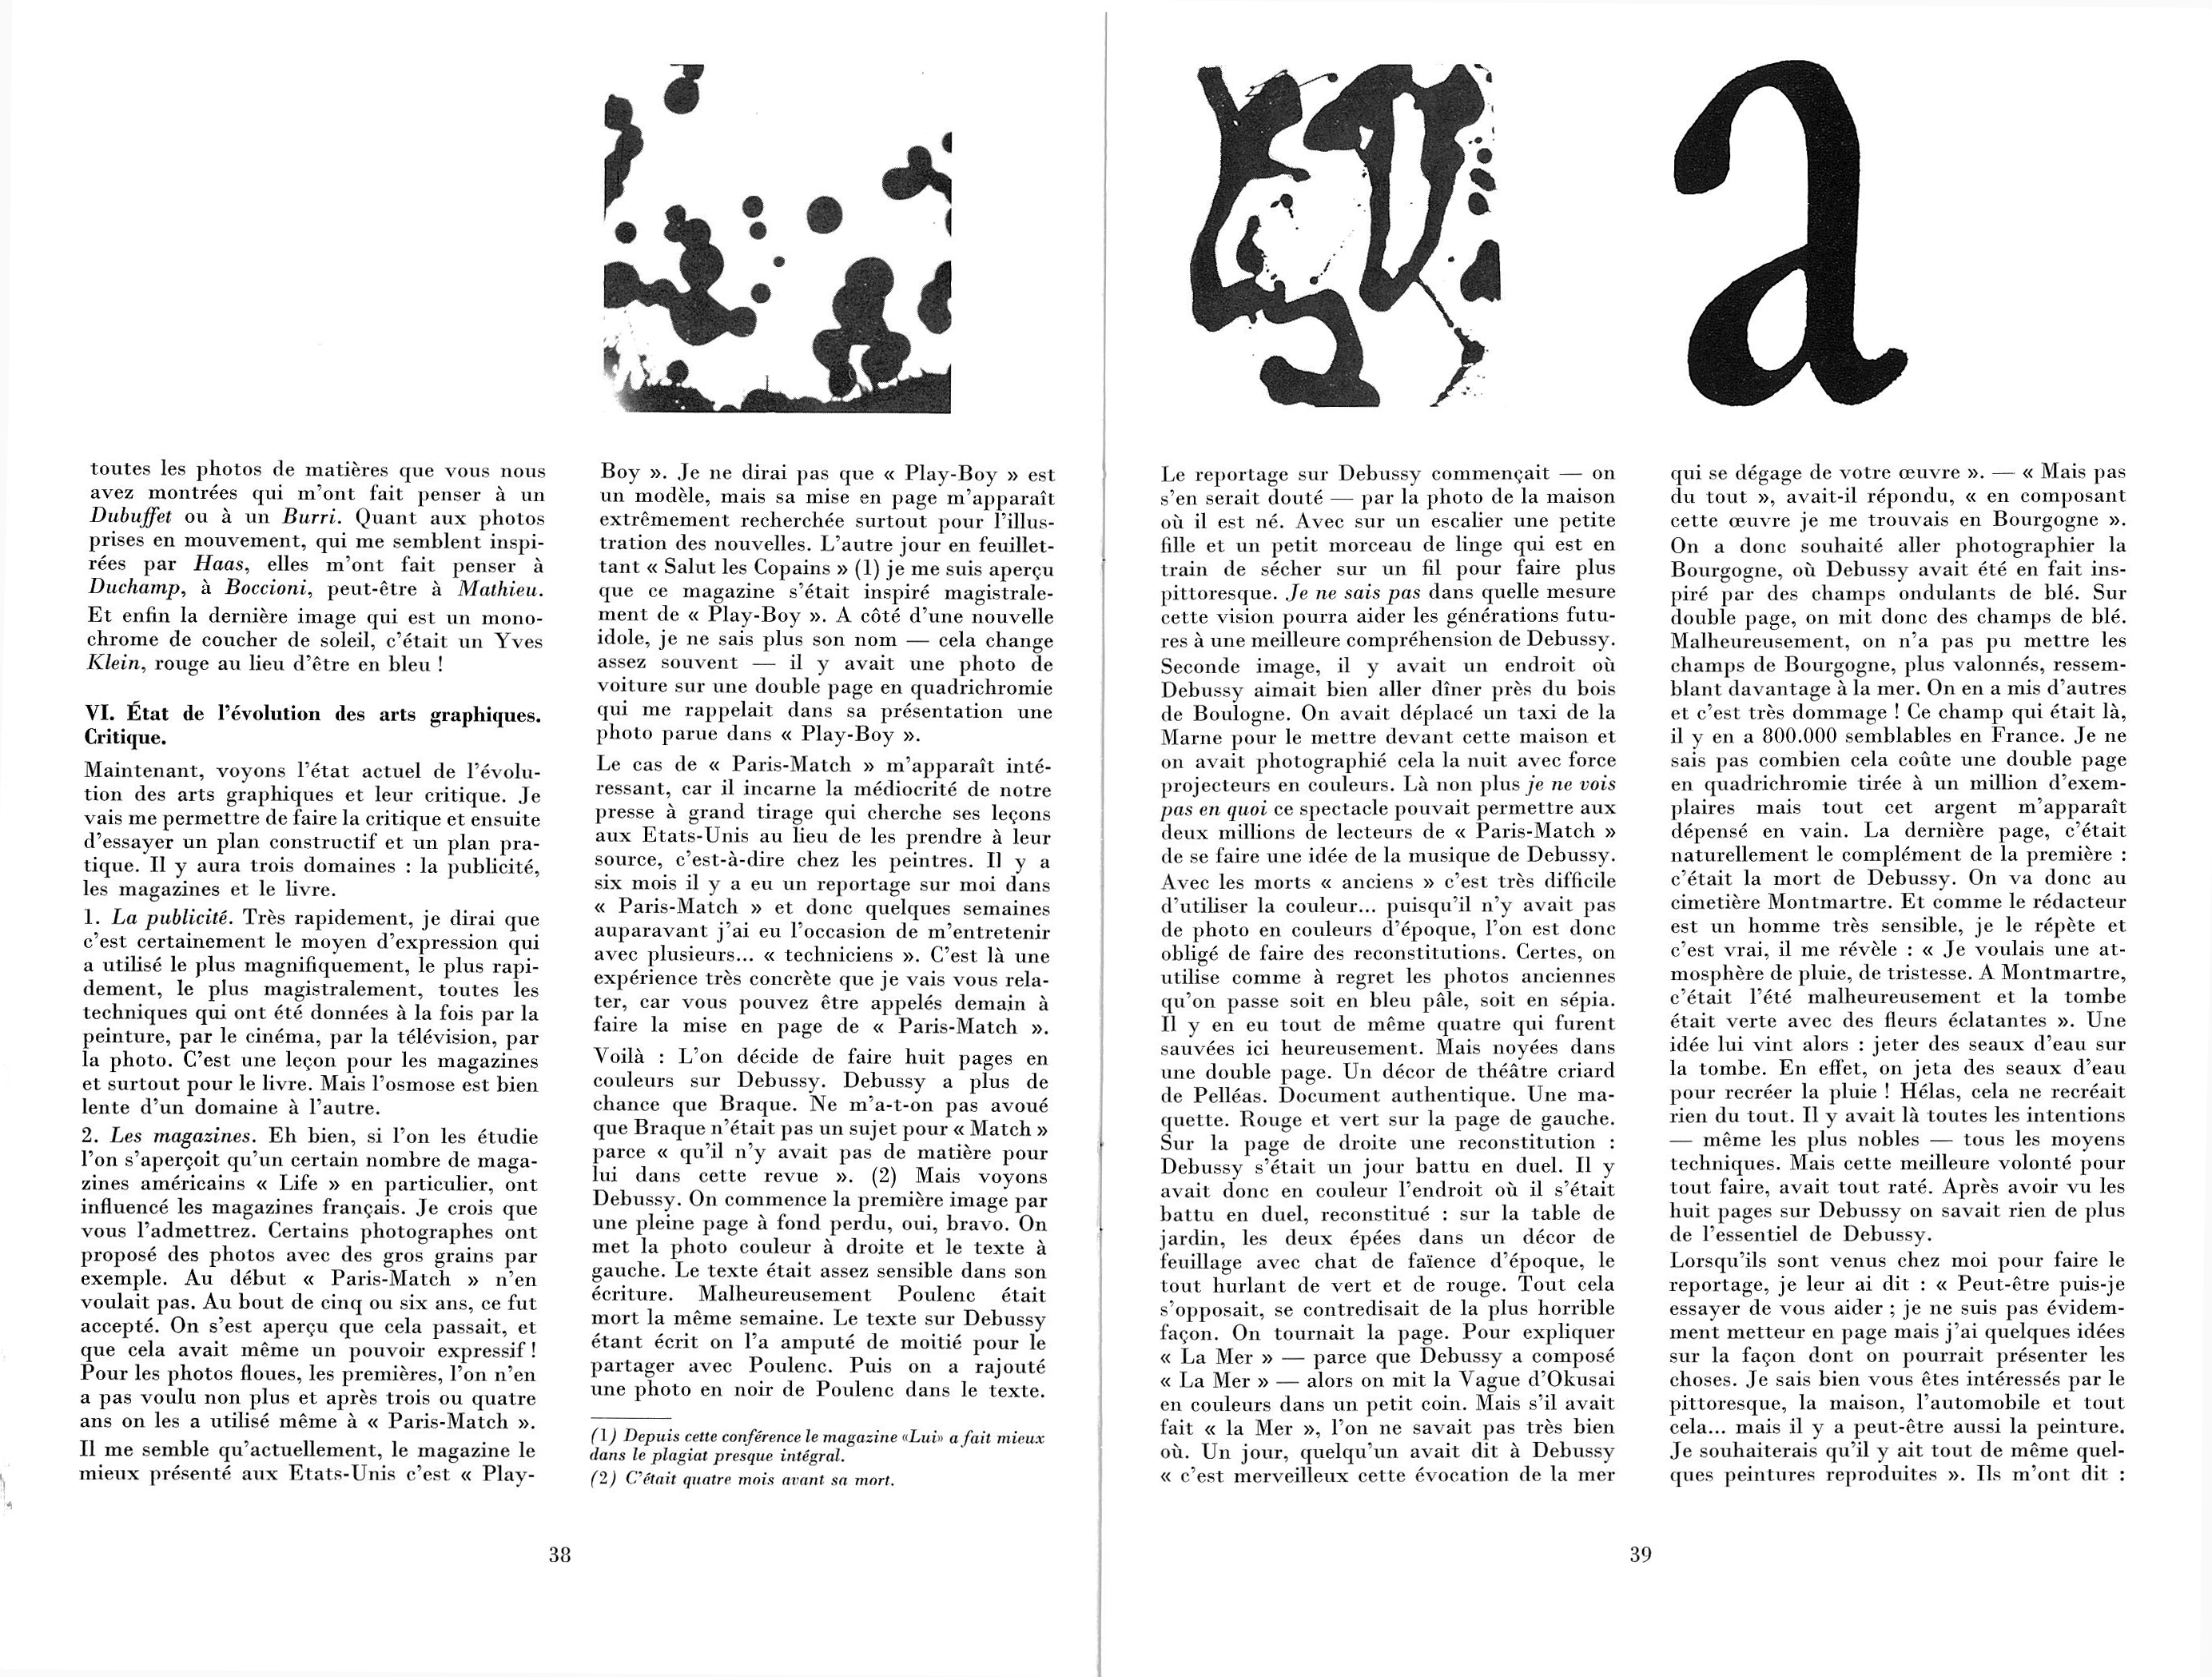 toutes les photos de matières que vous nous
avez montrées qui m'ont fait penser à un
Dubuffet ou à un Burri. Quant aux photos
prises en mouvement, qui me semblent inspi-
rées par Haas, elles m'ont fait penser à
Duchamp, à Boccioni, peut-être à Mathieu.
Et enfin la dernière image qui est un mono-
chrome de coucher de soleil, c'était un Yves
Klein, rouge au lieu d'être en bleu !
VI. État de l'évolution des arts graphiques.
Critique.
Maintenant, voyons l'état actuel de l'évolu-
tion des arts graphiques et leur critique. Je
vais me permettre de faire la critique et ensuite
d'essayer un plan constructif et un plan pra-
tique. Il y aura trois domaines : la publicité,
les magazines et le livre.
1. La publicité. Très rapidement, je dirai que
c'est certainement le moyen d'expression qui
a utilisé le plus magnifiquement, le plus rapi-
dement, le plus magistralement, toutes les
techniques qui ont été données à la fois par la
peinture, par le cinéma, par la télévision, par
la photo. C'est une leçon pour les magazines
et surtout pour le livre. Mais l'osmose est bien
lente d'un domaine à l'autre.
2. Les magazines. Eh bien, si l'on les étudie
l'on s'aperçoit qu'un certain nombre de maga-
zines américains « Life » en particulier, ont
influencé les magazines français. Je crois que
vous l'admettrez. Certains photographes ont
proposé des photos avec des gros grains par
exemple. Au début « Paris-Match » n'en
voulait pas. Au bout de cinq ou six ans, ce fut
accepté. On s'est aperçu que cela passait, et
que cela avait même un pouvoir expressif !
Pour les photos floues, les premières, l'on n'en
a pas voulu non plus et après trois ou quatre
ans on les a utilisé même à « Paris-Match ».
Il me semble qu'actuellement, le magazine le
mieux présenté aux Etats-Unis c'est « Play-
Boy ». Je ne dirai pas que « Play-Boy » est
un modèle, mais sa mise en page m'apparaît
extrêmement recherchée surtout pour l'illus-
tration des nouvelles. L'autre jour en feuillet-
tant « Salut les Copains » (1) je me suis aperçu
que ce magazine s'était inspiré magistrale-
ment de « Play-Boy ». A côté d'une nouvelle
idole, je ne sais plus son nom — cela change
assez souvent — il y avait une photo de
voiture sur une double page en quadrichromie
qui me rappelait dans sa présentation une
photo parue dans « Play-Boy ».
Le cas de « Paris-Match » m'apparaît inté-
ressant, car il incarne la médiocrité de notre
presse à grand tirage qui cherche ses leçons
aux Etats-Unis au lieu de les prendre à leur
source, c'est-à-dire chez les peintres. Il y a
six mois il y a eu un reportage sur moi dans
« Paris-Match » et donc quelques semaines
auparavant j'ai eu l'occasion de m'entretenir
avec plusieurs... « techniciens ». C'est là une
expérience très concrète que je vais vous rela-
ter, car vous pouvez être appelés demain à
faire la mise en page de « Paris-Match ».
Voilà : L'on décide de faire huit pages en
couleurs sur Debussy. Debussy a plus de
chance que Braque. Ne m'a-t-on pas avoué
que Braque n'était pas un sujet pour « Match »
parce « qu'il n'y avait pas de matière pour
lui dans cette revue ». (2) Mais voyons
Debussy. On commence la première image par
une pleine page à fond perdu, oui, bravo. On
met la photo couleur à droite et le texte à
gauche. Le texte était assez sensible dans son
écriture. Malheureusement Poulenc était
mort la même semaine. Le texte sur Debussy
étant écrit on l'a amputé de moitié pour le
partager avec Poulenc. Puis on a rajouté
une photo en noir de Poulenc dans le texte.
(1) Depuis cette conférence le magazine «Lui» a fait mieux
dans le plagiat presque intégral.
(2) C'était quatre mois avant sa mort.
38
a
Le reportage sur Debussy commençait — on
s'en serait douté — par la photo de la maison
où il est né. Avec sur un escalier une petite
fille et un petit morceau de linge qui est en
train de sécher sur un fil pour faire plus
pittoresque. Je ne sais pas dans quelle mesure
cette vision pourra aider les générations futu-
res à une meilleure compréhension de Debussy.
Seconde image, il y avait un endroit où
Debussy aimait bien aller dîner près du bois
de Boulogne. On avait déplacé un taxi de la
Marne pour le mettre devant cette maison et
on avait photographié cela la nuit avec force
projecteurs en couleurs. Là non plus je ne vois
pas en quoi ce spectacle pouvait permettre aux
deux millions de lecteurs de « Paris-Match »
de se faire une idée de la musique de Debussy.
Avec les morts « anciens » c'est très difficile
d'utiliser la couleur... puisqu'il n'y avait pas
de photo en couleurs d'époque, l'on est donc
obligé de faire des reconstitutions. Certes, on
utilise comme à regret les photos anciennes
qu'on passe soit en bleu pâle, soit en sépia.
Il y en eu tout de même quatre qui furent
sauvées ici heureusement. Mais noyées dans
une double page. Un décor de théâtre criard
de Pelléas. Document authentique. Une ma-
quette. Rouge et vert sur la page de gauche.
Sur la page de droite une reconstitution :
Debussy s'était un jour battu en duel. Il y
avait donc en couleur l'endroit où il s'était
battu en duel, reconstitué : sur la table de
jardin, les deux épées dans un décor de
feuillage avec chat de faïence d'époque, le
tout hurlant de vert et de rouge. Tout cela
s'opposait, se contredisait de la plus horrible
façon. On tournait la page. Pour expliquer
« La Mer » — parce que Debussy a composé
« La Mer » — alors on mit la Vague d'Okusai
en couleurs dans un petit coin. Mais s'il avait
fait « la Mer », l'on ne savait pas très bien
où. Un jour, quelqu'un avait dit à Debussy
« c'est merveilleux cette évocation de la mer
qui se dégage de votre œuvre ». — « Mais pas
du tout », avait-il répondu, « en composant
cette œuvre je me trouvais en Bourgogne ».
On a donc souhaité aller photographier la
Bourgogne, où Debussy avait été en fait ins-
piré par des champs ondulants de blé. Sur
double page, on mit donc des champs de blé.
Malheureusement, on n'a pas pu mettre les
champs de Bourgogne, plus valonnés, ressem-
blant davantage à la mer. On en a mis d'autres
et c'est très dommage ! Ce champ qui était là,
il y en a 800.000 semblables en France. Je ne
sais pas combien cela coûte une double page
en quadrichromie tirée à un million d'exem-
plaires mais tout cet argent m'apparaît
dépensé en vain. La dernière page, c'était
naturellement le complément de la première :
c'était la mort de Debussy. On va donc au
cimetière Montmartre. Et comme le rédacteur
est un homme très sensible, je le répète et
c'est vrai, il me révèle : « Je voulais une at-
mosphère de pluie, de tristesse. A Montmartre,
c'était l'été malheureusement et la tombe
était verte avec des fleurs éclatantes ». Une
idée lui vint alors : jeter des seaux d'eau sur
la tombe. En effet, on jeta des seaux d'eau
pour recréer la pluie ! Hélas, cela ne recréait
rien du tout. Il y avait là toutes les intentions
— même les plus nobles — tous les moyens
techniques. Mais cette meilleure volonté pour
tout faire, avait tout raté. Après avoir vu les
huit pages sur Debussy on savait rien de plus
de l'essentiel de Debussy.
Lorsqu'ils sont venus chez moi pour faire le
reportage, je leur ai dit : « Peut-être puis-je
essayer de vous aider ; je ne suis pas évidem-
ment metteur en page mais j'ai quelques idées
sur la façon dont on pourrait présenter les
choses. Je sais bien vous êtes intéressés par le
pittoresque, la maison, l'automobile et tout
cela... mais il y a peut-être aussi la peinture.
Je souhaiterais qu'il y ait tout de même quel-
ques peintures reproduites ». Ils m'ont dit :
39